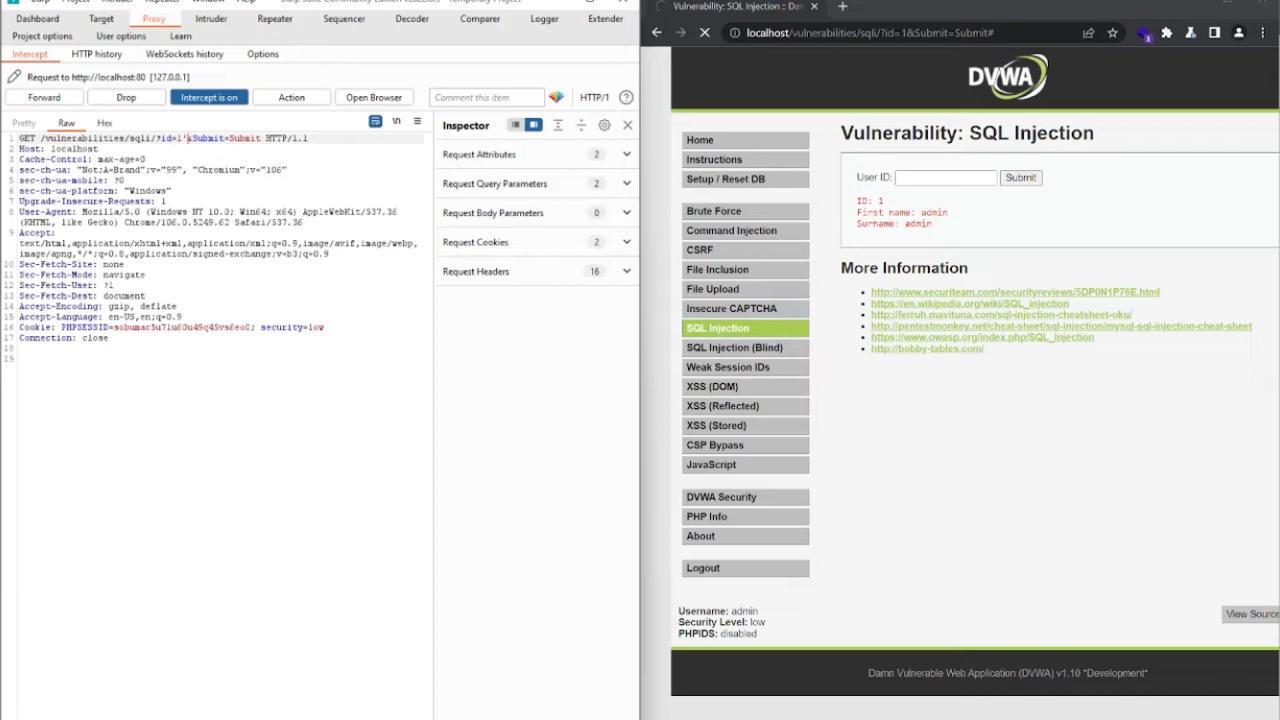 Burp Project Intruder Repeater Window Help
Dashboard Target Proxy Intruder Repeater Sequencer Decoder Comparer Logger Extender
Project options User options Learn
Intercept HTTP history WebSockets history Options
Request to http://localhost:80 [127.0.0.1]
Forward Drop Intercept is on Action Open Browser Comment this item HTTP/1 ?
Pretty Raw Hex \n
1 GET /vulnerabilities/sqli/?id=1'&Submit=Submit HTTP/1.1
2 Host: localhost
3 Cache-Control: max-age=0
4 sec-ch-ua: "Not;A=Brand";v="99", "Chromium";v="106"
5 sec-ch-ua-mobile: ?0
6 sec-ch-ua-platform: "Windows"
7 Upgrade-Insecure-Requests: 1
8 User-Agent: Mozilla/5.0 (Windows NT 10.0; Win64; x64) AppleWebKit/537.36
(KHTML, like Gecko) Chrome/106.0.5249.62 Safari/537.36
9 Accept:
text/html,application/xhtml+xml,application/xml;q=0.9,image/avif,image/webp,
image/apng,*/*;q=0.8,application/signed-exchange;v=b3;q=0.9
10 Sec-Fetch-Site: none
11 Sec-Fetch-Mode: navigate
12 Sec-Fetch-User: ?1
13 Sec-Fetch-Dest: document
14 Accept-Encoding: gzip, deflate
15 Accept-Language: en-US,en;q=0.9
16 Cookie: security=low
17 Connection: close
18
19
Inspector
Request Attributes 2
Request Query Parameters 2
Request Body Parameters 0
Request Cookies 2
Request Headers 16
Vulnerability: SQL Injection :: Da
localhost/vulnerabilities/sqli/?id=1&Submit=Submit#
DVWA
Home
Instructions
Setup / Reset DB
Brute Force
Command Injection
CSRF
File Inclusion
File Upload
Insecure CAPTCHA
SQL Injection
SQL Injection (Blind)
Weak Session IDs
XSS (DOM)
XSS (Reflected)
XSS (Stored)
CSP Bypass
JavaScript
DVWA Security
PHP Info
About
Logout
Vulnerability: SQL Injection
User ID: Submit
ID: 1
First name: admin
Surname: admin
More Information
http://www.securiteam.com/securityreviews/5DP0N1P76E.html
https://en.wikipedia.org/wiki/SQL_injection
http://ferruh.mavituna.com/sql-injection-cheatsheet-oku/
http://pentestmonkey.net/cheat-sheet/sql-injection/mysql-sql-injection-cheat-sheet
https://www.owasp.org/index.php/SQL_Injection
http://bobby-tables.com/
Username: admin
Security Level: low
PHPIDS: disabled
View Sourc
Damn Vulnerable Web Application (DVWA) v1.10 *Development*